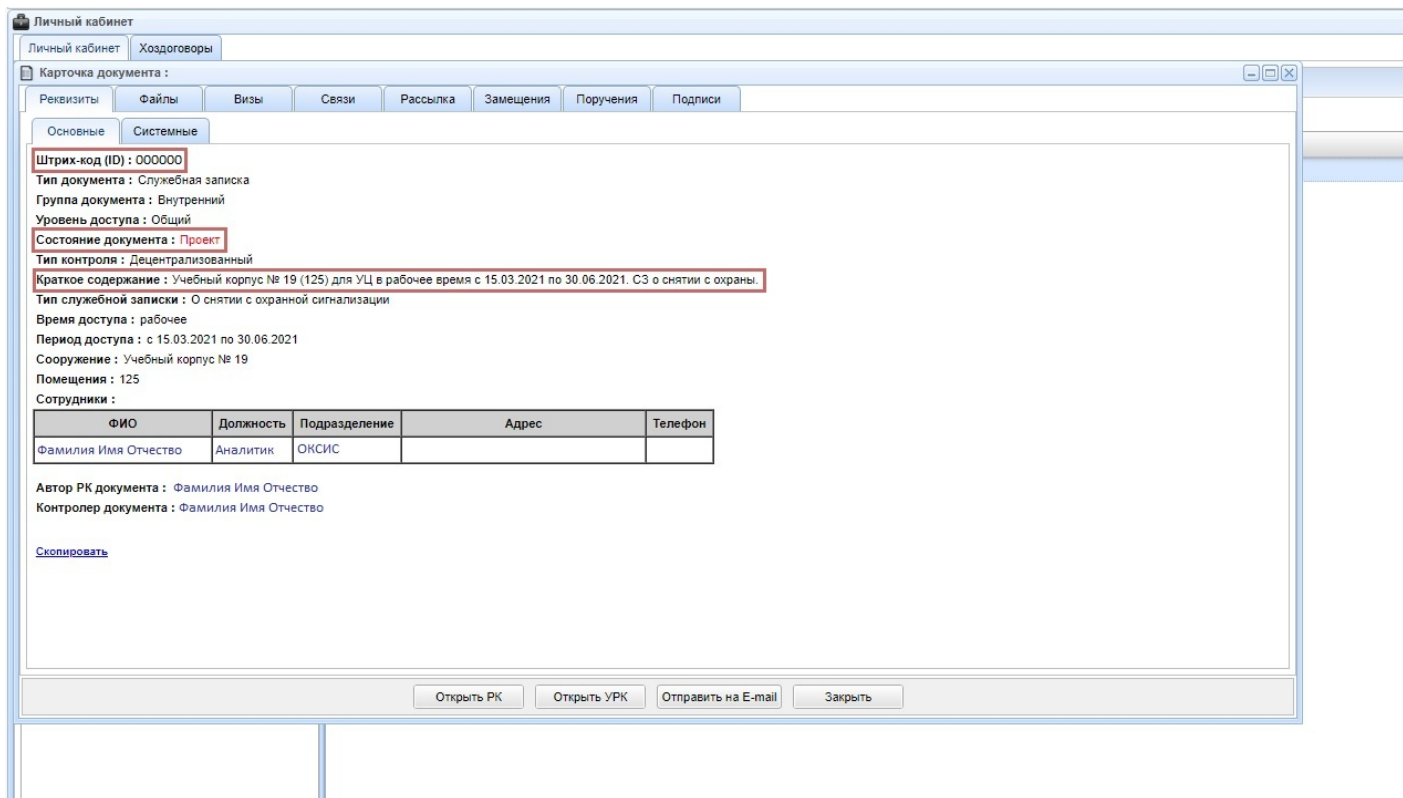 Личный кабинет
Личный кабинет Хоздоговоры
Карточка документа :
Реквизиты Файлы Визы Связи Рассылка Замещения Поручения Подписи
Основные Системные
Штрих-код (ID) : 000000
Тип документа : Служебная записка
Группа документа : Внутренний
Уровень доступа : Общий
Состояние документа : Проект
Тип контроля : Децентрализованный
Краткое содержание : Учебный корпус № 19 (125) для УЦ в рабочее время с 15.03.2021 по 30.06.2021. СЗ о снятии с охраны.
Тип служебной записки : О снятии с охранной сигнализации
Время доступа : рабочее
Период доступа : с 15.03.2021 по 30.06.2021
Сооружение : Учебный корпус № 19
Помещения : 125
Сотрудники :
ФИО Должность Подразделение Адрес Телефон
Фамилия Имя Отчество Аналитик ОКСИС
Автор РК документа : Фамилия Имя Отчество
Контролер документа : Фамилия Имя Отчество
Скопировать
Открыть РК Открыть УРК Отправить на E-mail Закрыть